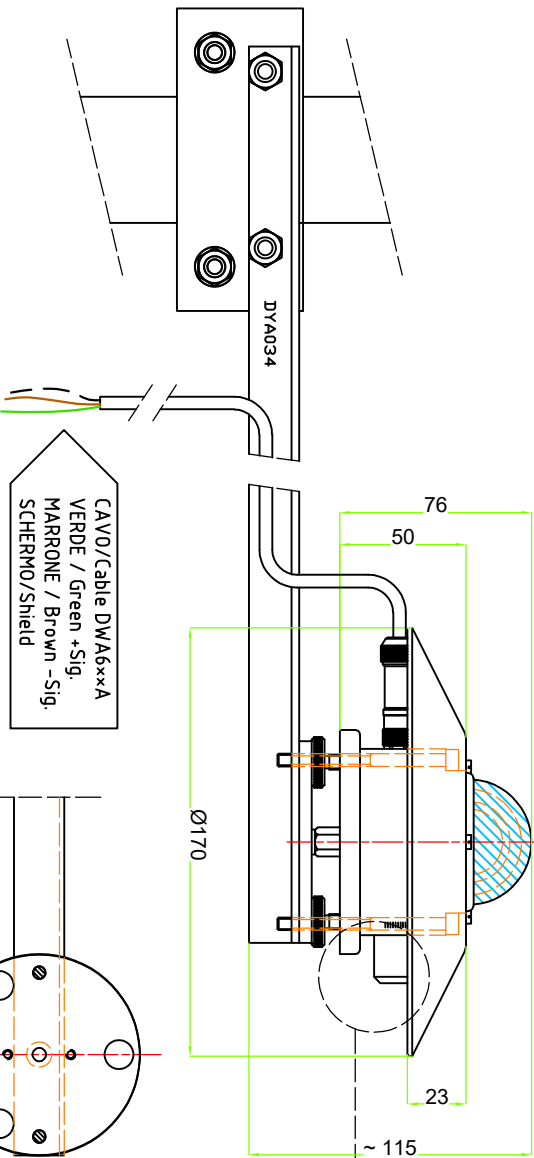 DYA034
76
50
CAVO/Cable DWA6xxA
VERDE / Green +Sig.
MARRONE / Brown -Sig.
SCHERMO/Shield
Ø170
23
~ 115